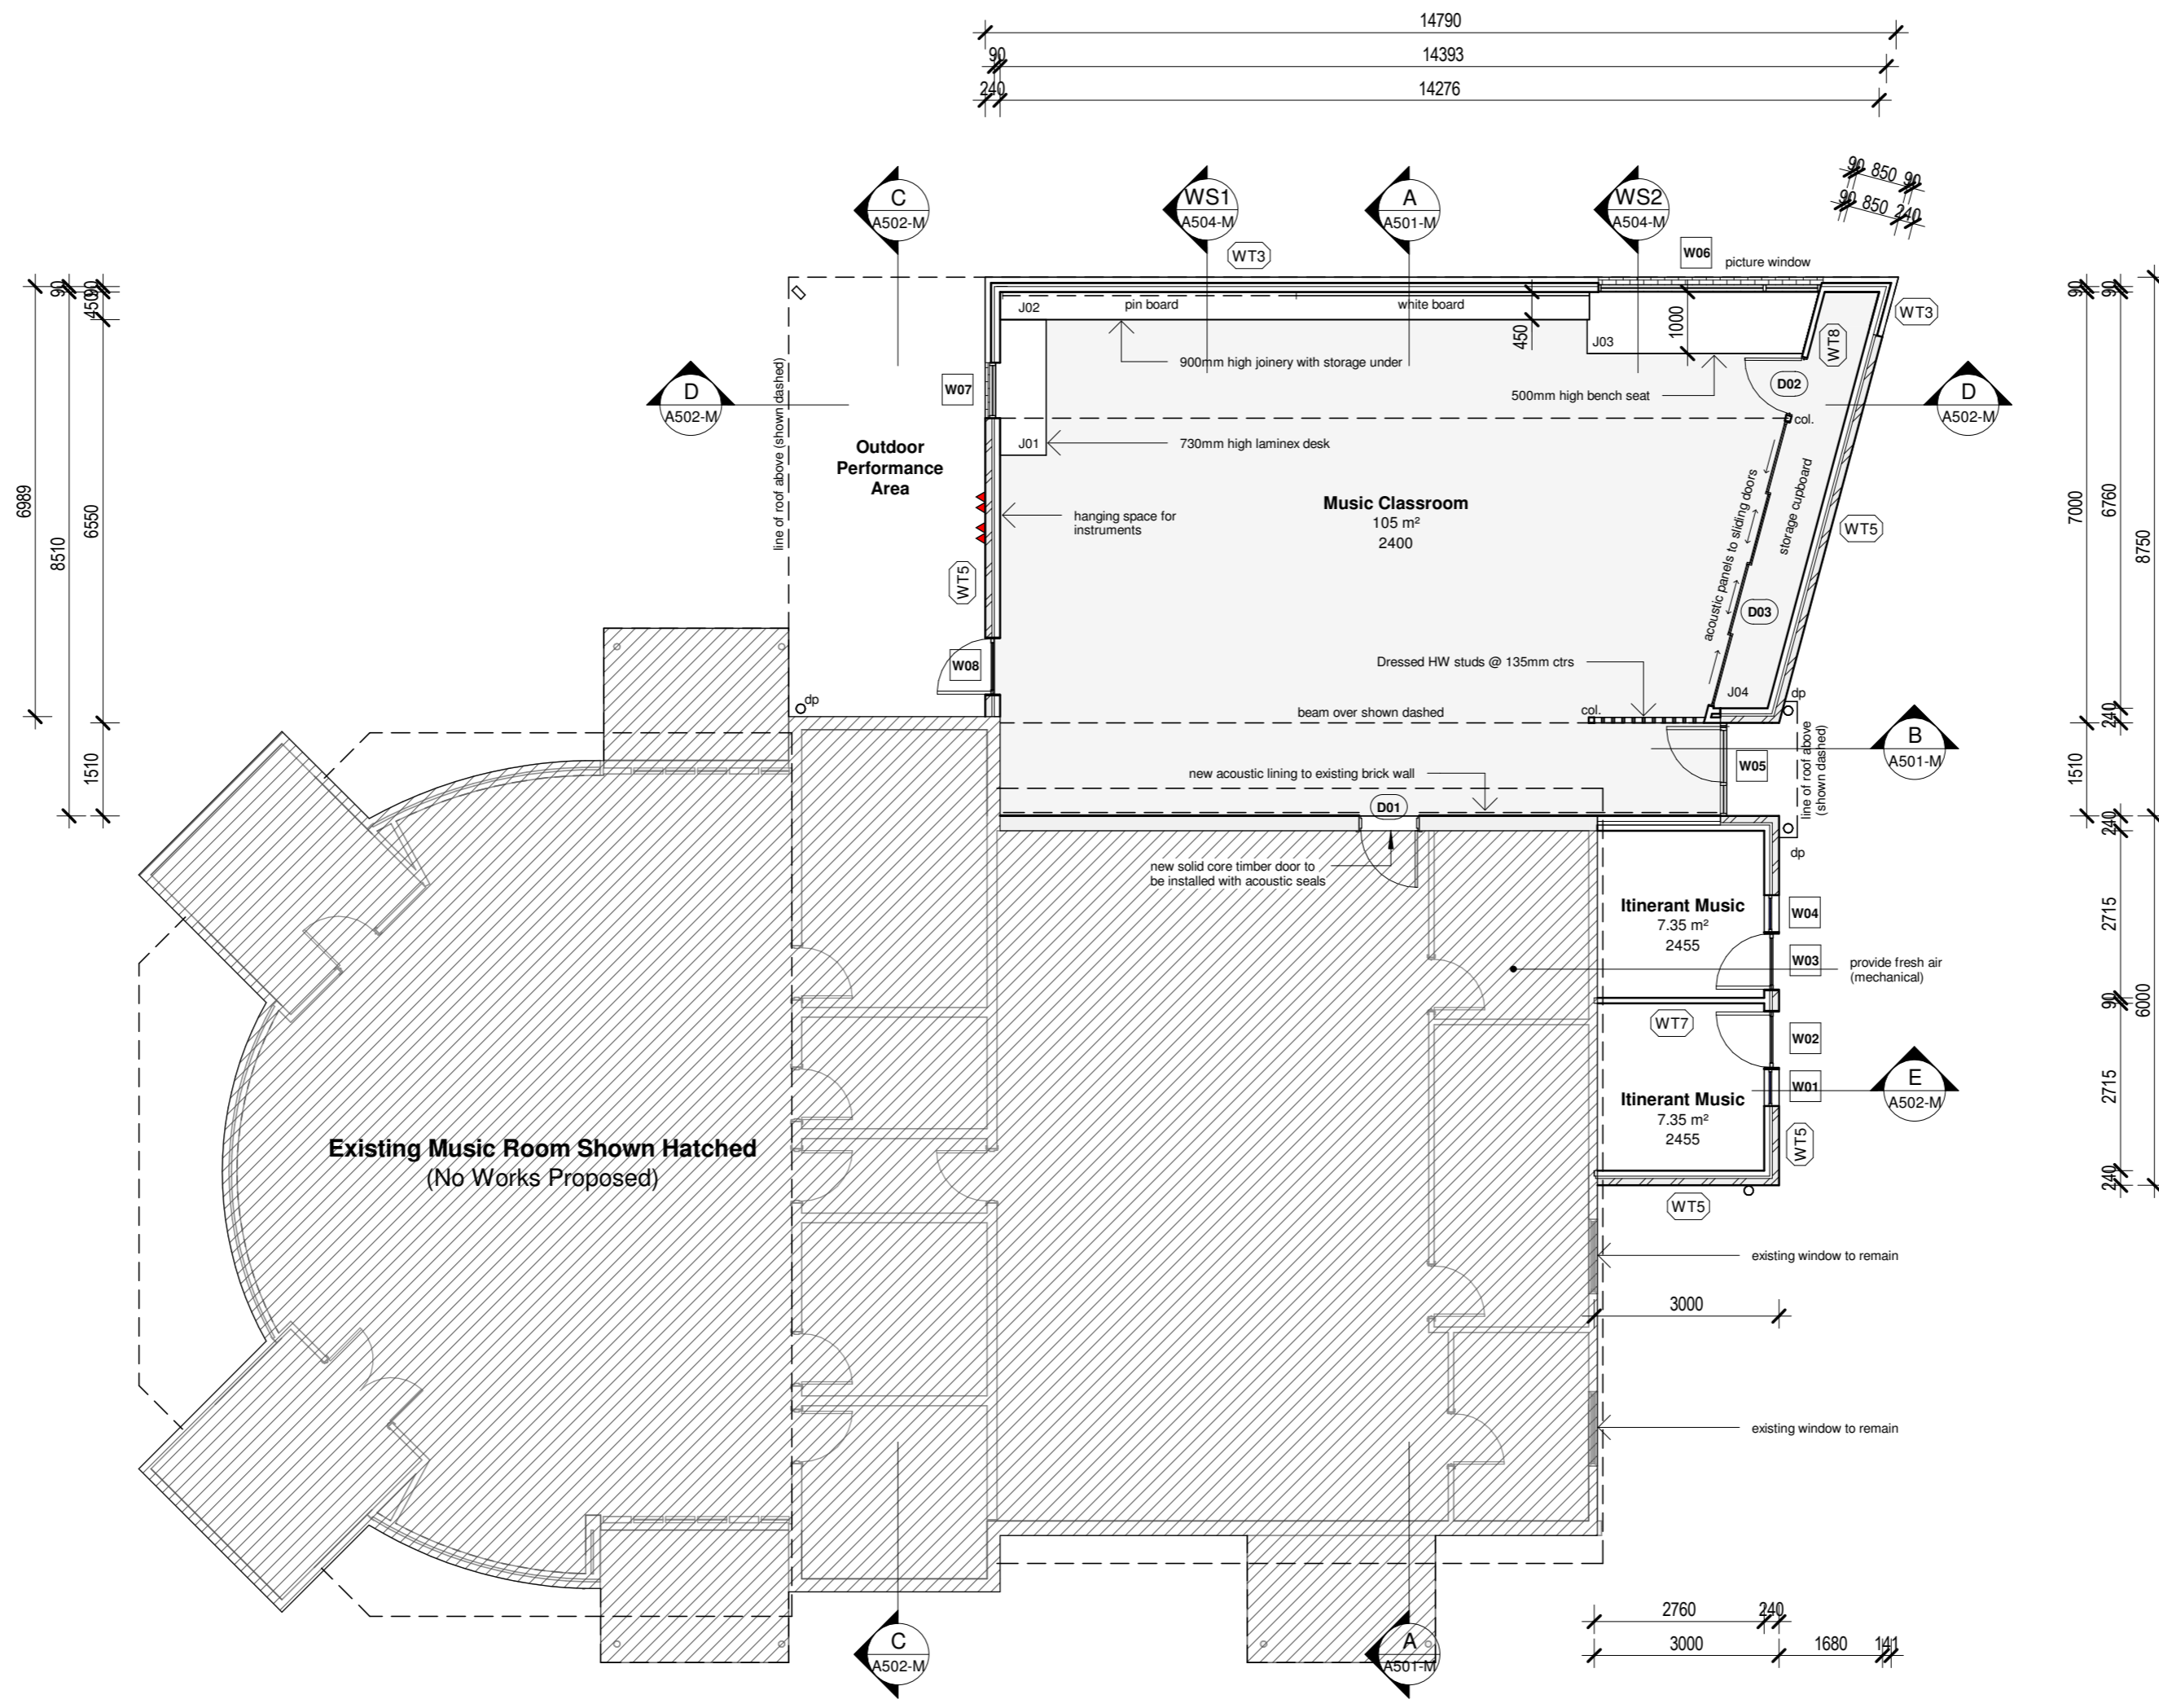 14790
90
14393
240
14276
90
850
90
90
850
240
C
A502-M
WS1
A504-M
A
A501-M
WS2
A504-M
WT3
W06
picture window
6989
90
8510
90
450
6550
1510
90
7000
1510
90
6760
240
8750
J02
pin board
white board
450
1000
J03
WT8
WT3
900mm high joinery with storage under
500mm high bench seat
D02
D
A502-M
W07
D
A502-M
line of roof above (shown dashed)
col.
J01
730mm high laminex desk
Outdoor
Performance
Area
Music Classroom
105 m²
2400
hanging space for
instruments
acoustic panels to sliding doors
storage cupboard
WT5
WT5
D03
W08
Dressed HW studs @ 135mm ctrs
J04
dp
dp
beam over shown dashed
col.
B
A501-M
W05
line of roof above
(shown dashed)
new acoustic lining to existing brick wall
D01
new solid core timber door to
be installed with acoustic seals
dp
240
2715
90
2715
240
6000
Itinerant Music
7.35 m²
2455
W04
W03
provide fresh air
(mechanical)
WT7
W02
W01
E
A502-M
Itinerant Music
7.35 m²
2455
WT5
WT5
Existing Music Room Shown Hatched
(No Works Proposed)
existing window to remain
3000
existing window to remain
2760
240
3000
1680
141
C
A502-M
A
A501-M